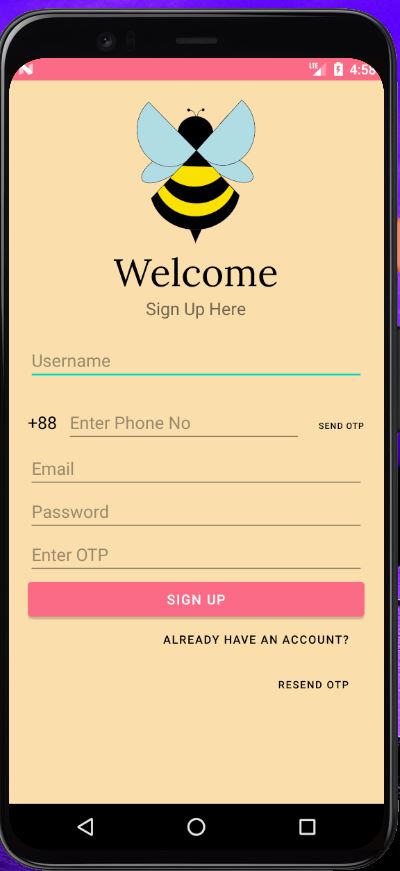 LTE 4:58
Welcome
Sign Up Here
Username
+88 Enter Phone No SEND OTP
Email
Password
Enter OTP
SIGN UP
ALREADY HAVE AN ACCOUNT?
RESEND OTP